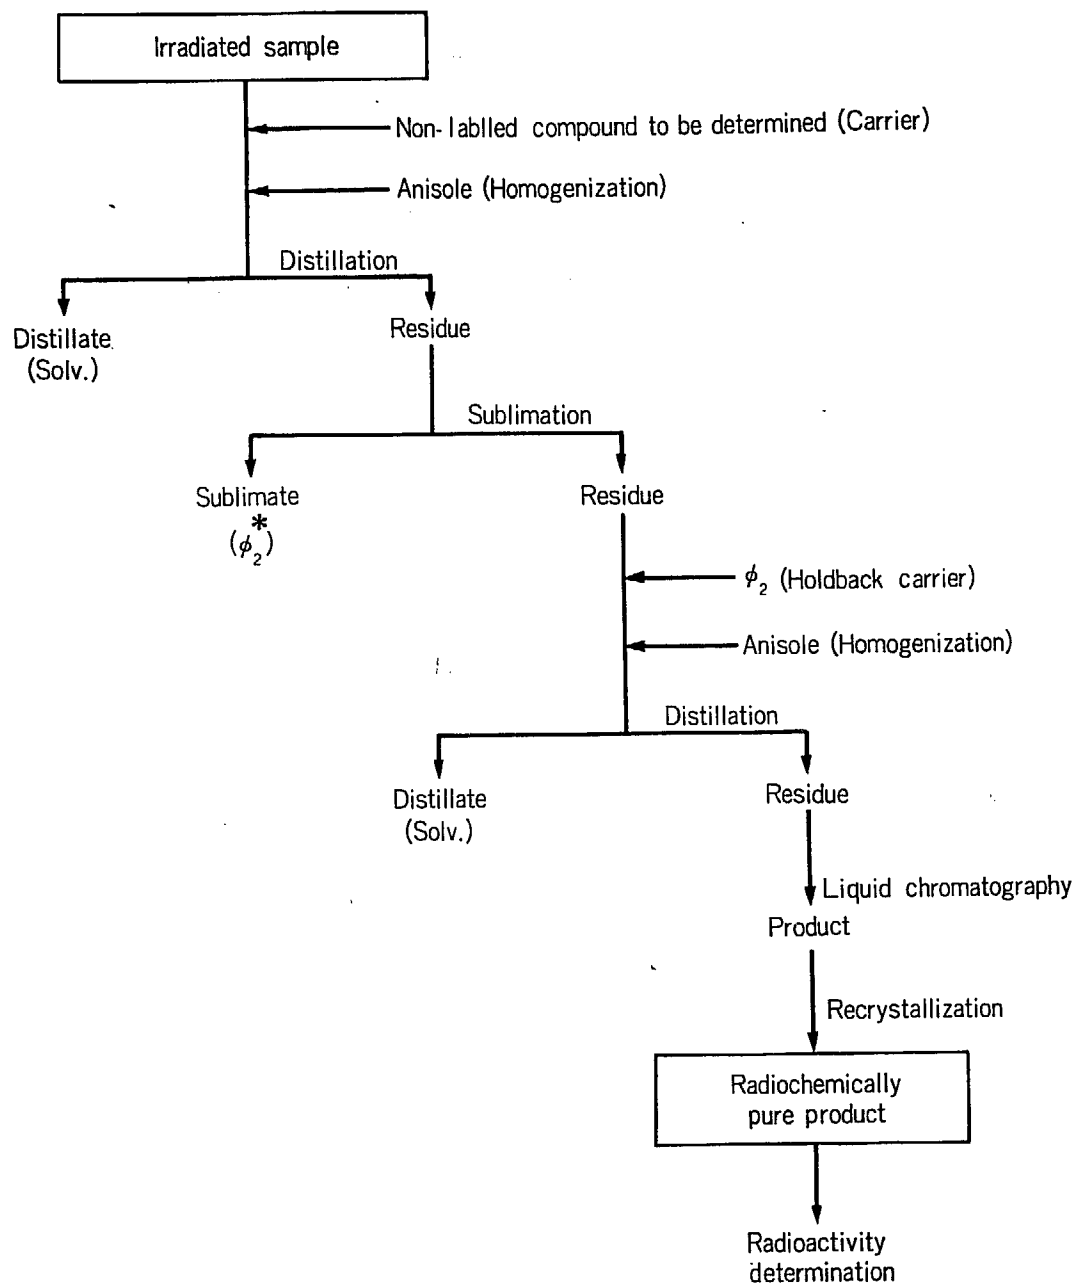 Irradiated sample
Non-lablled compound to be determined (Carrier)
Anisole (Homogenization)
Distillation
Distillate
(Solv.)
Residue
Sublimation
Sublimate
(ϕ₂*)
Residue
ϕ₂ (Holdback carrier)
Anisole (Homogenization)
Distillation
Distillate
(Solv.)
Residue
Liquid chromatography
Product
Recrystallization
Radiochemically
pure product
Radioactivity
determination